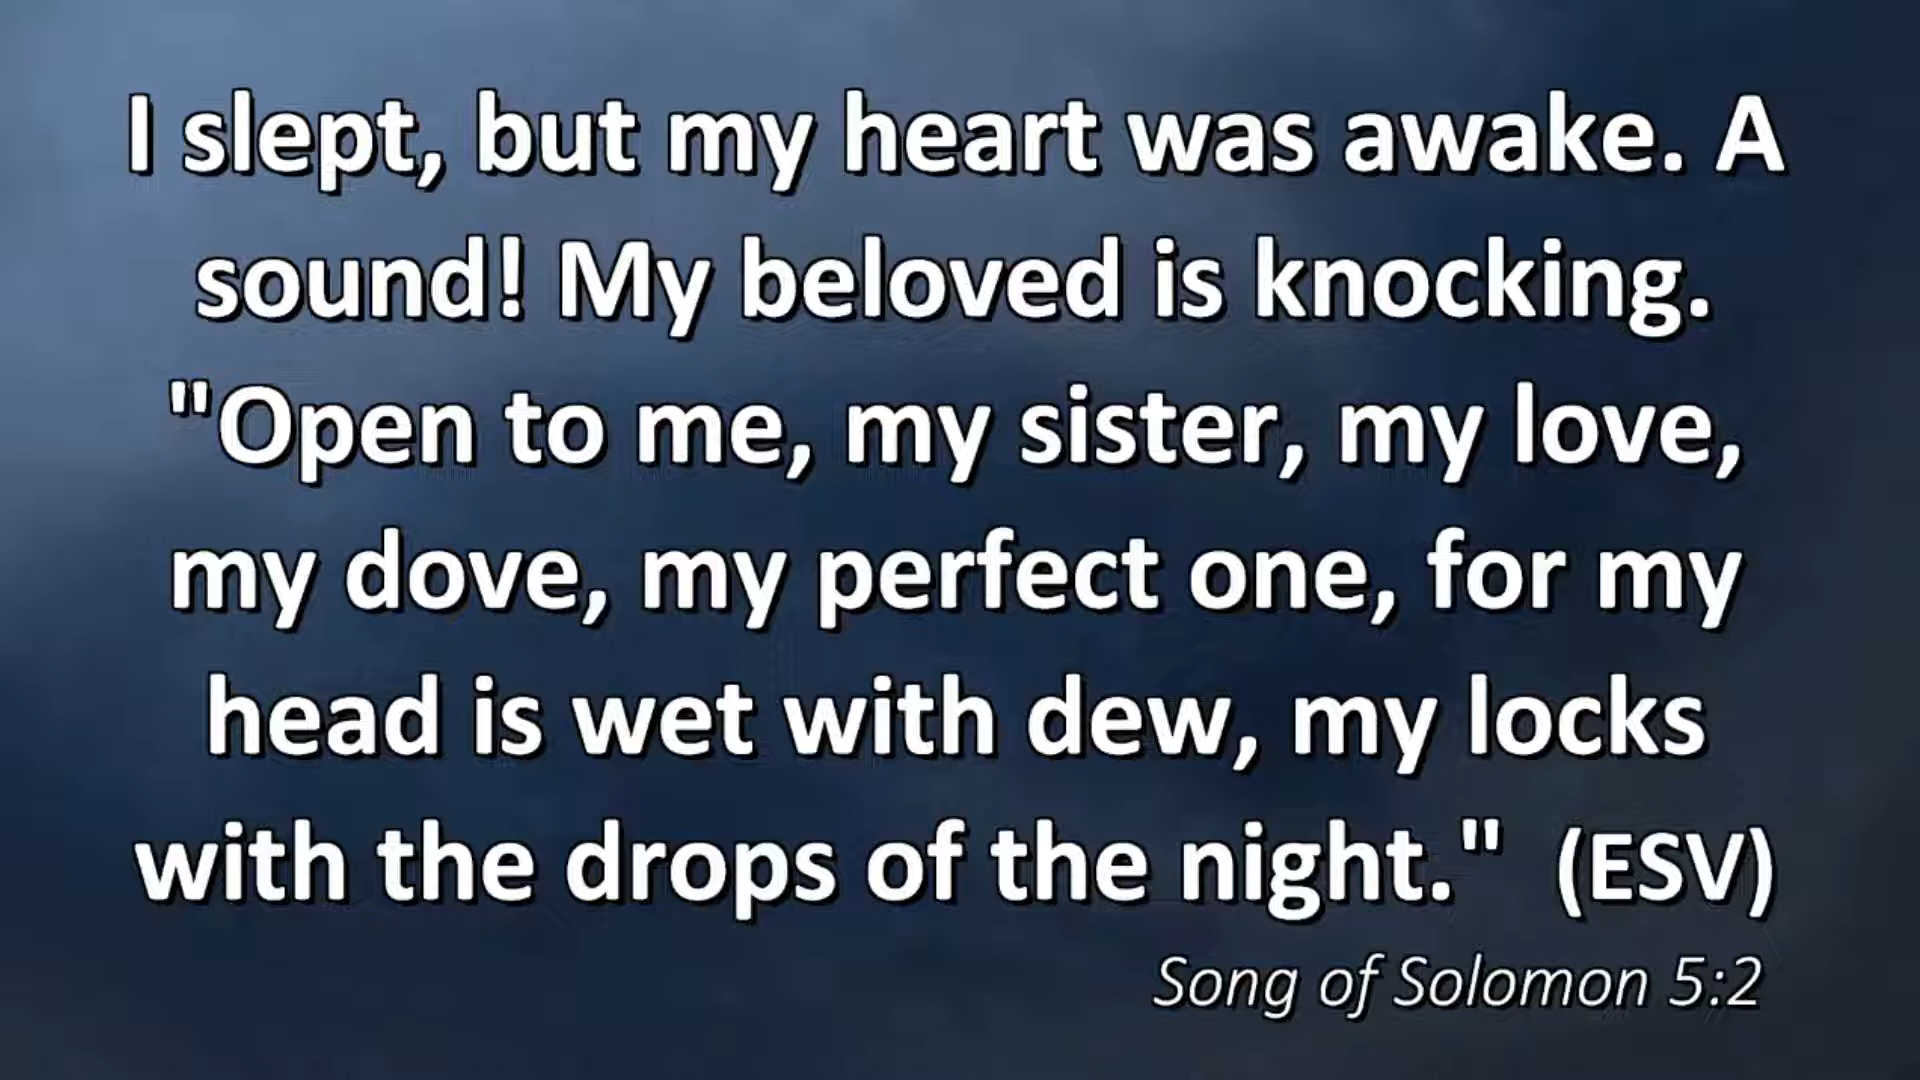 I slept, but my heart was awake. A
sound! My beloved is knocking.
"Open to me, my sister, my love,
my dove, my perfect one, for my
head is wet with dew, my locks
with the drops of the night."  (ESV)
Song of Solomon 5:2